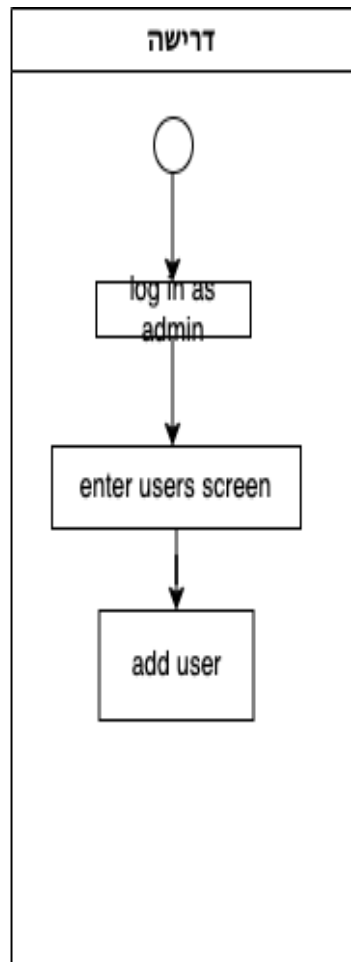 דרישה
log in as
admin
enter users screen
add user